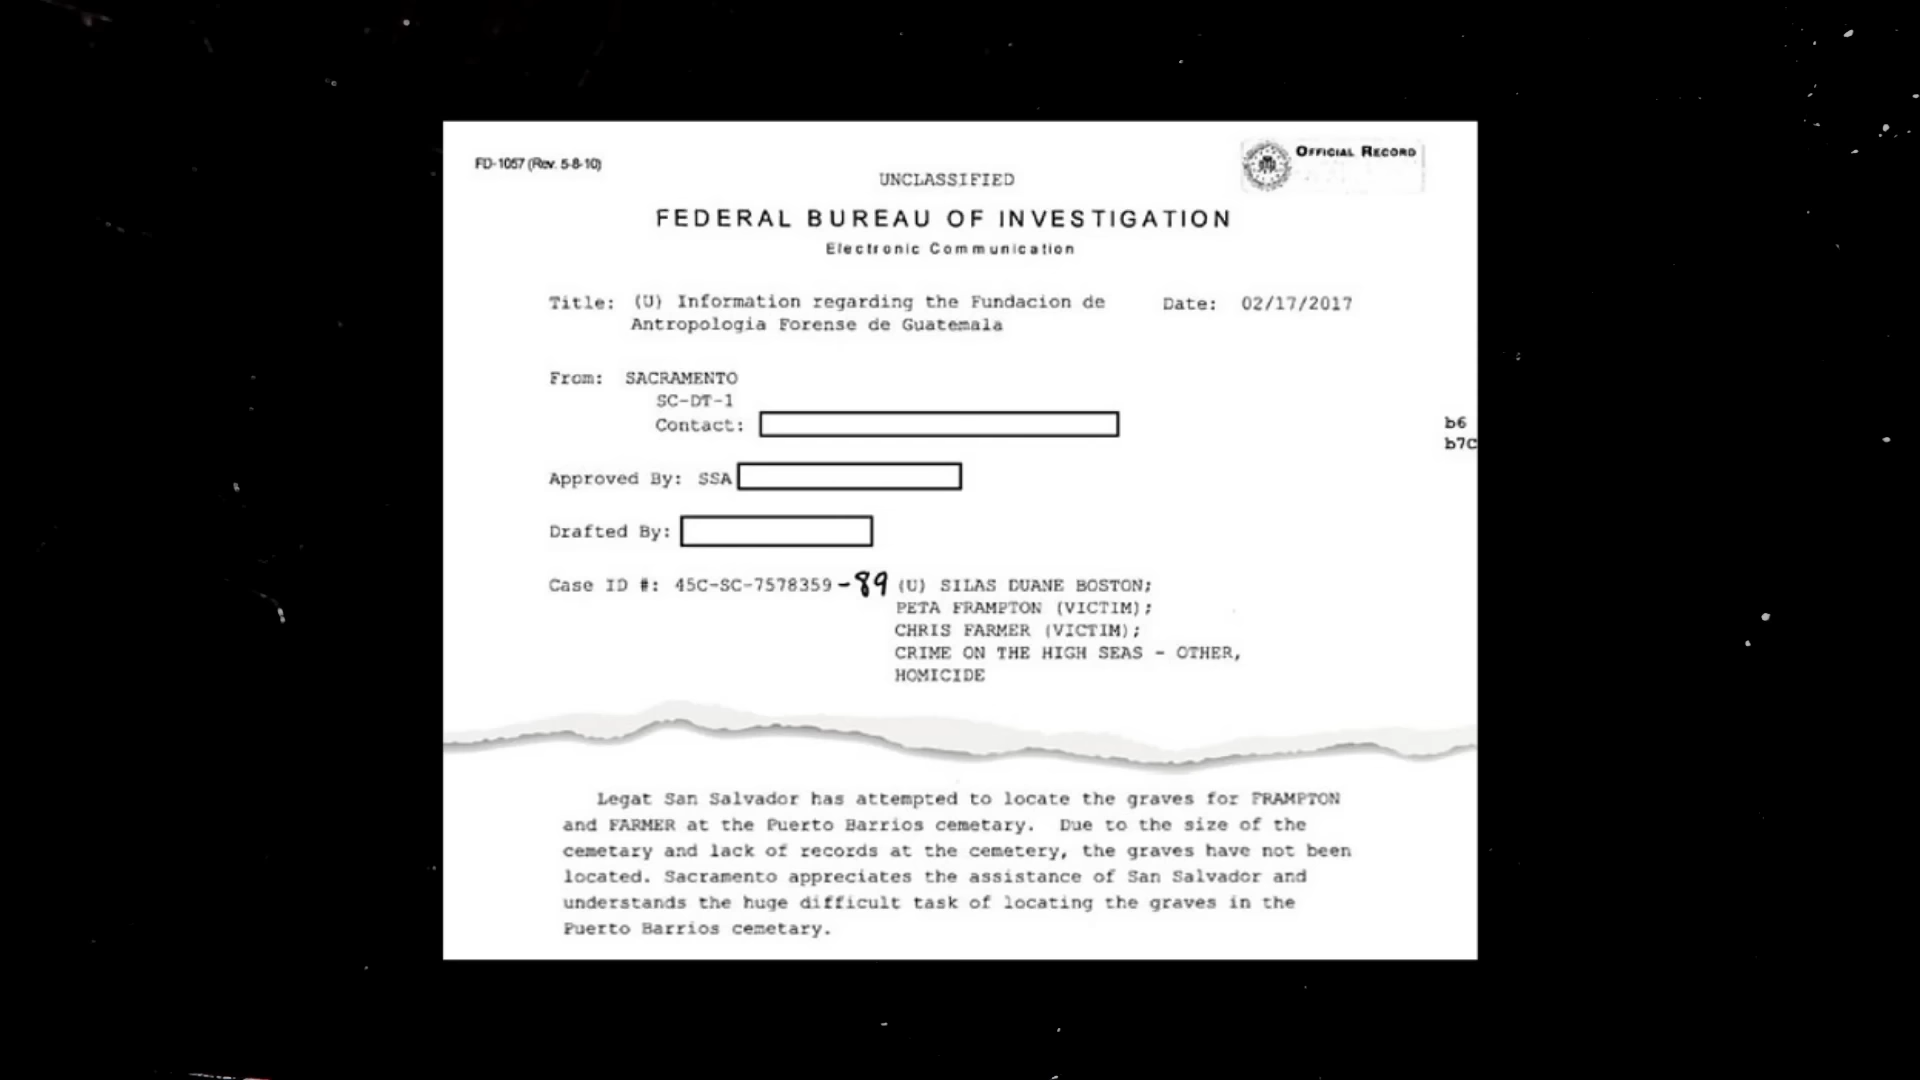 FD-1057 (Rev. 5-8-10)
OFFICIAL RECORD
UNCLASSIFIED
FEDERAL BUREAU OF INVESTIGATION
Electronic Communication
Title: (U) Information regarding the Fundacion de
Antropologia Forense de Guatemala
Date: 02/17/2017
From: SACRAMENTO
SC-DT-1
Contact:
b6
b7C
Approved By: SSA
Drafted By:
Case ID #: 45C-SC-7578359-89 (U) SILAS DUANE BOSTON;
PETA FRAMPTON (VICTIM);
CHRIS FARMER (VICTIM);
CRIME ON THE HIGH SEAS - OTHER,
HOMICIDE
Legat San Salvador has attempted to locate the graves for FRAMPTON
and FARMER at the Puerto Barrios cemetary. Due to the size of the
cemetary and lack of records at the cemetery, the graves have not been
located. Sacramento appreciates the assistance of San Salvador and
understands the huge difficult task of locating the graves in the
Puerto Barrios cemetary.